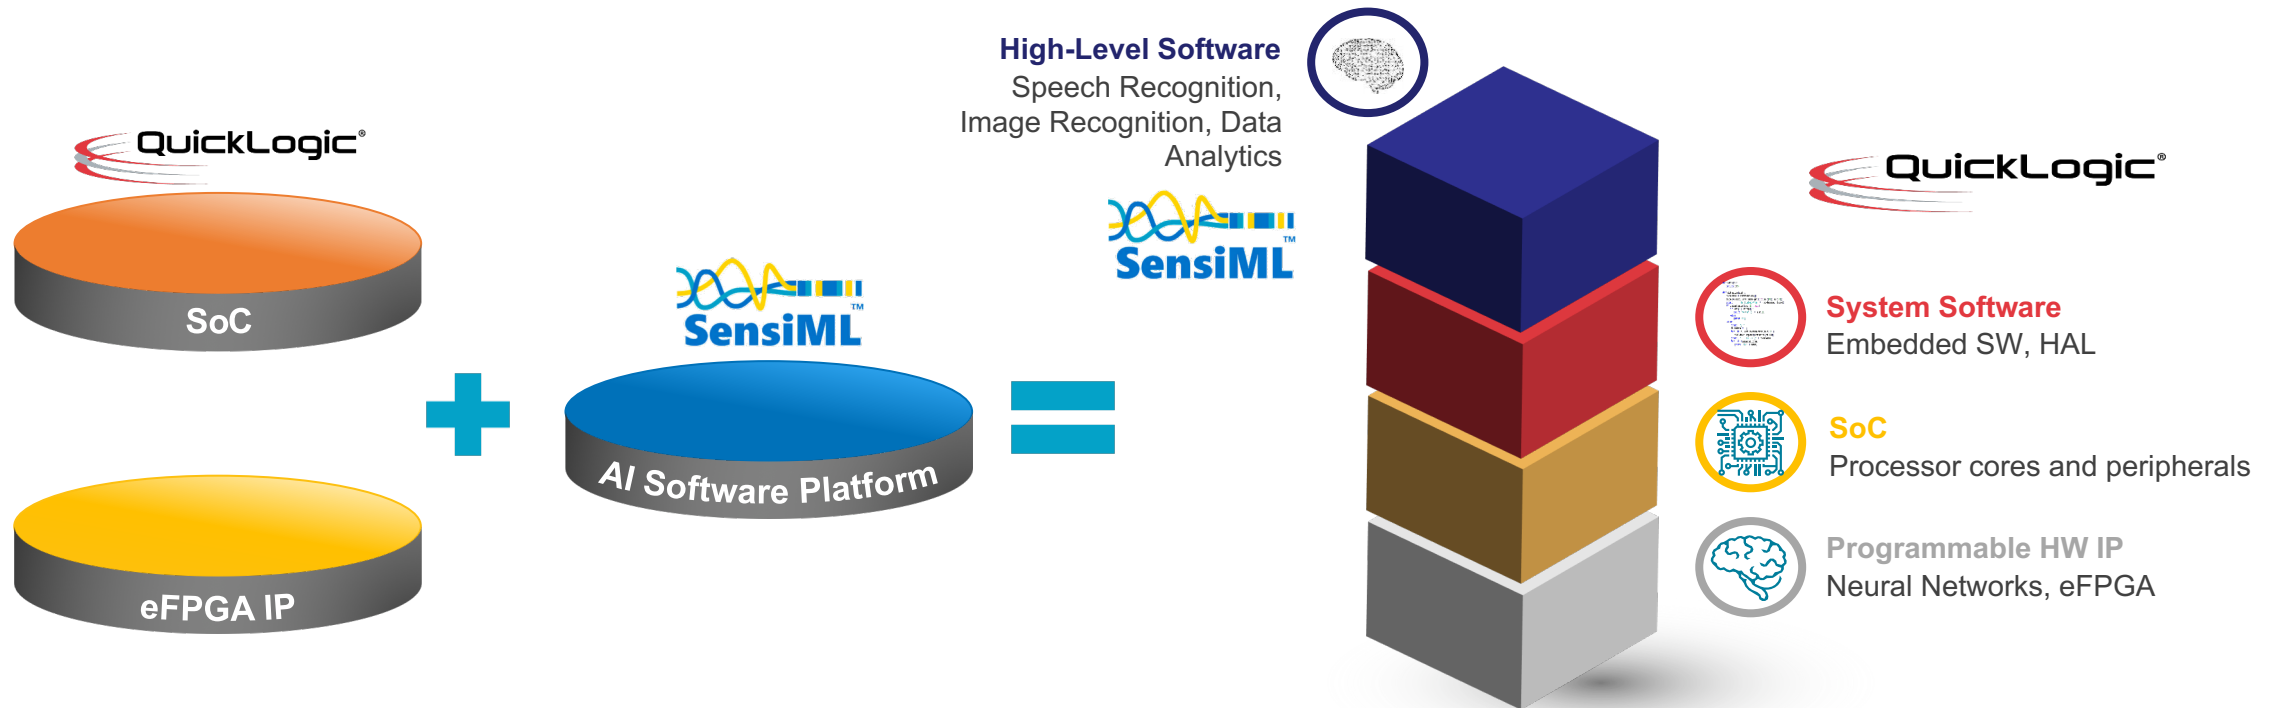 QuickLogic®
SoC
eFPGA IP
SensiML™
AI Software Platform
High-Level Software
Speech Recognition,
Image Recognition, Data
Analytics
SensiML™
QuickLogic®
System Software
Embedded SW, HAL
SoC
Processor cores and peripherals
Programmable HW IP
Neural Networks, eFPGA